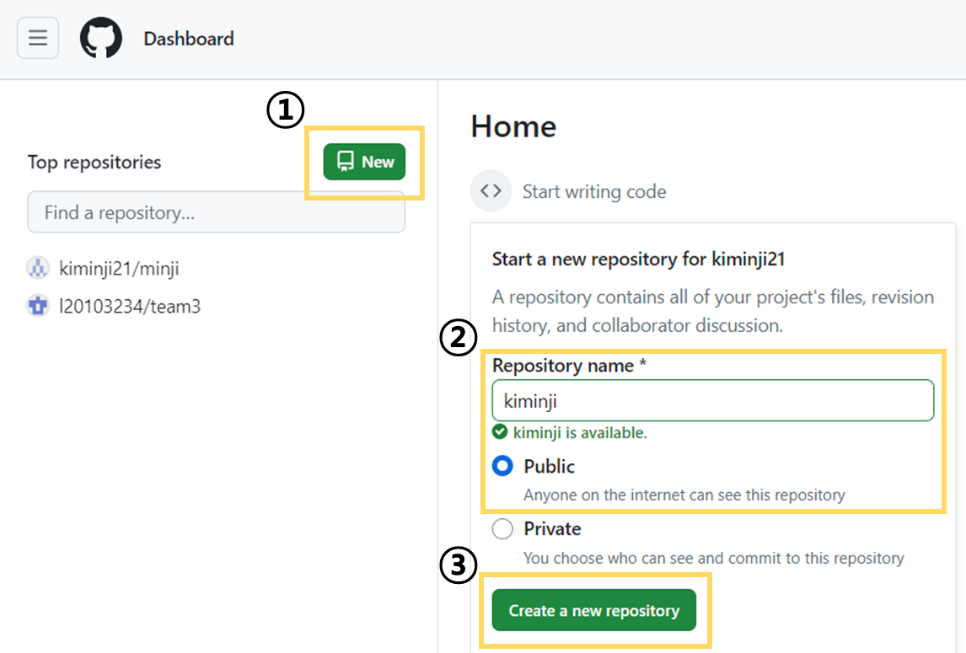 Dashboard
①
Top repositories
New
Find a repository...
kiminji21/minji
l20103234/team3
Home
Start writing code
Start a new repository for kiminji21
A repository contains all of your project's files, revision
history, and collaborator discussion.
②
Repository name *
kiminji
kiminji is available.
Public
Anyone on the internet can see this repository
Private
You choose who can see and commit to this repository
③
Create a new repository